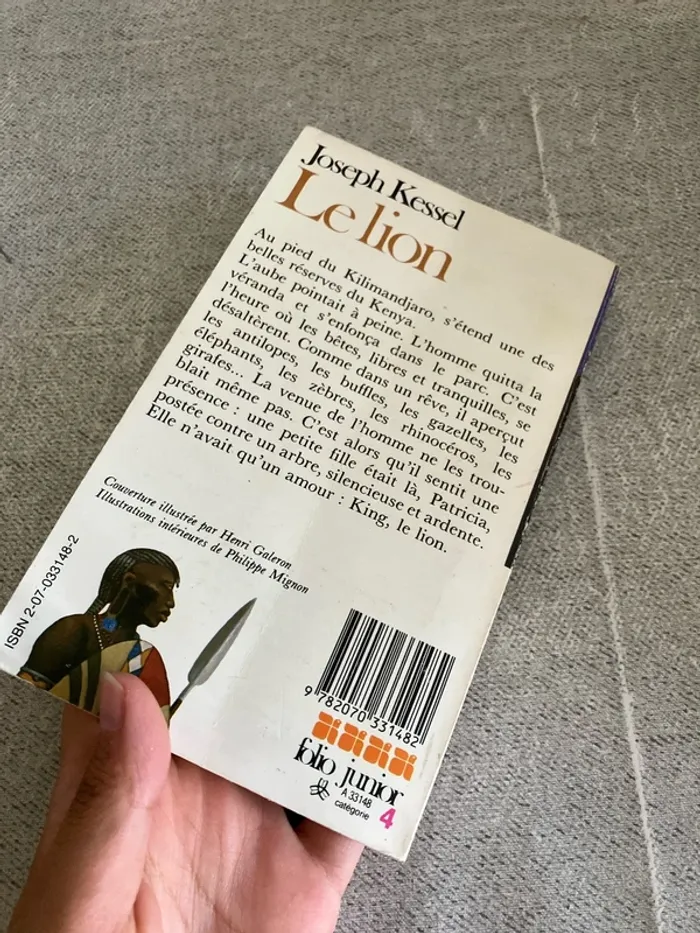 Joseph Kessel
Le lion
Au pied du Kilimandjaro, s'étend une des
belles réserves du Kenya.
L'aube pointait à peine. L'homme quitta la
véranda et s'enfonça dans le parc. C'est
l'heure où les bêtes, libres et tranquilles, se
désaltèrent. Comme dans un rêve, il aperçut
les antilopes, les buffles, les gazelles, les
éléphants, les zèbres, les rhinocéros, les
girafes... La venue de l'homme ne les trou-
blait même pas. C'est alors qu'il sentit une
présence : une petite fille était là, Patricia,
postée contre un arbre, silencieuse et ardente.
Elle n'avait qu'un amour : King, le lion.
Couverture illustrée par Henri Galeron
Illustrations intérieures de Philippe Mignon
ISBN 2-07-033148-2
9 782070 331482
folio junior
A 33148
catégorie 4